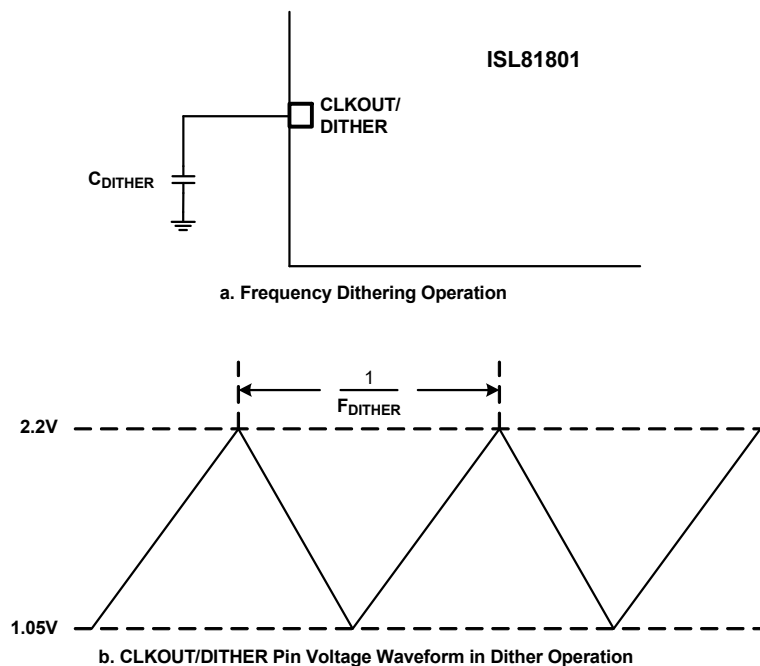 ISL81801
CLKOUT/
DITHER
CDITHER
a. Frequency Dithering Operation
1
FDITHER
2.2V
1.05V
b. CLKOUT/DITHER Pin Voltage Waveform in Dither Operation